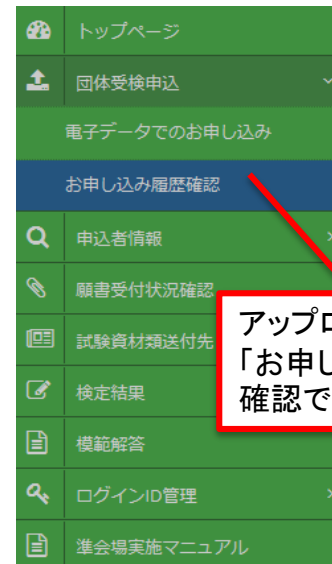 トップページ
団体受検申込
電子データでのお申し込み
お申し込み履歴確認
申込者情報
願書受付状況確認
試験資材類送付先
検定結果
模範解答
ログインID管理
準会場実施マニュアル
アップロ
「お申し
確認で